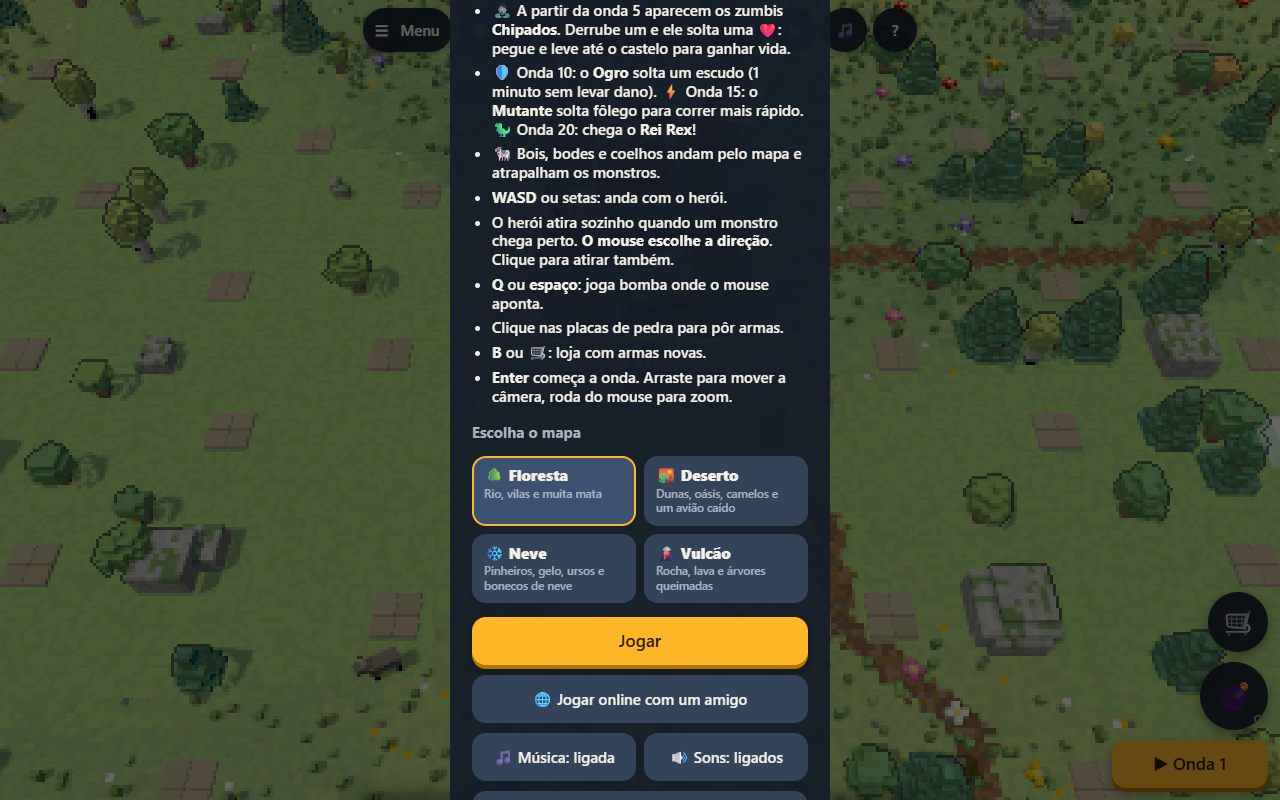 Menu
?
A partir da onda 5 aparecem os zumbis
Chipados. Derrube um e ele solta uma ❤️:
pegue e leve até o castelo para ganhar vida.
Onda 10: o Ogro solta um escudo (1
minuto sem levar dano). ⚡ Onda 15: o
Mutante solta fôlego para correr mais rápido.
Onda 20: chega o Rei Rex!
Bois, bodes e coelhos andam pelo mapa e
atrapalham os monstros.
WASD ou setas: anda com o herói.
O herói atira sozinho quando um monstro
chega perto. O mouse escolhe a direção.
Clique para atirar também.
Q ou espaço: joga bomba onde o mouse
aponta.
Clique nas placas de pedra para pôr armas.
B ou 🛒: loja com armas novas.
Enter começa a onda. Arraste para mover a
câmera, roda do mouse para zoom.
Escolha o mapa
Floresta
Rio, vilas e muita mata
Deserto
Dunas, oásis, camelos e
um avião caído
Neve
Pinheiros, gelo, ursos e
bonecos de neve
Vulcão
Rocha, lava e árvores
queimadas
Jogar
Jogar online com um amigo
Música: ligada
Sons: ligados
▶ Onda 1